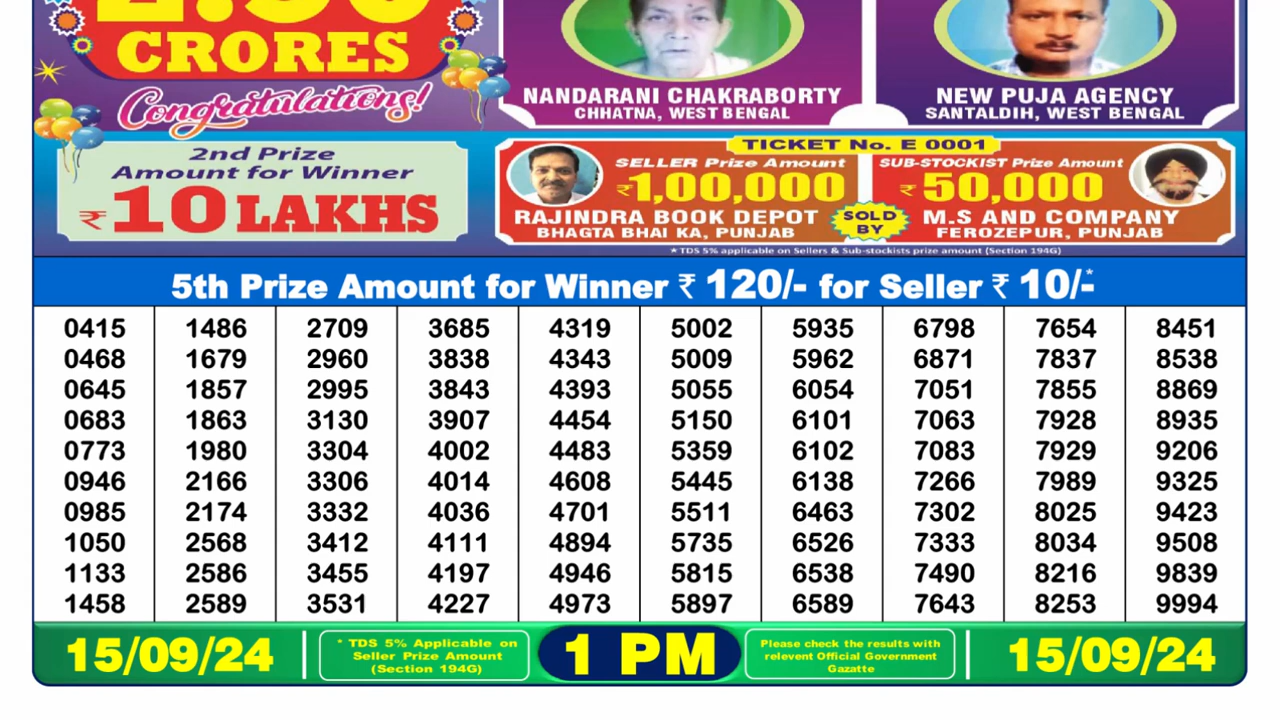 CRORES
Congratulations!
NANDARANI CHAKRABORTY
CHHATNA, WEST BENGAL
NEW PUJA AGENCY
SANTALDIH, WEST BENGAL
2nd Prize
Amount for Winner
₹10 LAKHS
TICKET No. E 0001
SELLER Prize Amount
₹1,00,000
RAJINDRA BOOK DEPOT
BHAGTA BHAI KA, PUNJAB
SOLD
BY
SUB-STOCKIST Prize Amount
₹50,000
M.S AND COMPANY
FEROZEPUR, PUNJAB
*TDS 5% applicable on Sellers & Sub-stockists prize amount (Section 194G)
5th Prize Amount for Winner ₹ 120/- for Seller ₹ 10/-*
0415 1486 2709 3685 4319 5002 5935 6798 7654 8451
0468 1679 2960 3838 4343 5009 5962 6871 7837 8538
0645 1857 2995 3843 4393 5055 6054 7051 7855 8869
0683 1863 3130 3907 4454 5150 6101 7063 7928 8935
0773 1980 3304 4002 4483 5359 6102 7083 7929 9206
0946 2166 3306 4014 4608 5445 6138 7266 7989 9325
0985 2174 3332 4036 4701 5511 6463 7302 8025 9423
1050 2568 3412 4111 4894 5735 6526 7333 8034 9508
1133 2586 3455 4197 4946 5815 6538 7490 8216 9839
1458 2589 3531 4227 4973 5897 6589 7643 8253 9994
15/09/24
* TDS 5% Applicable on
Seller Prize Amount
(Section 194G)
1 PM
Please check the results with
relevent Official Government
Gazatte
15/09/24